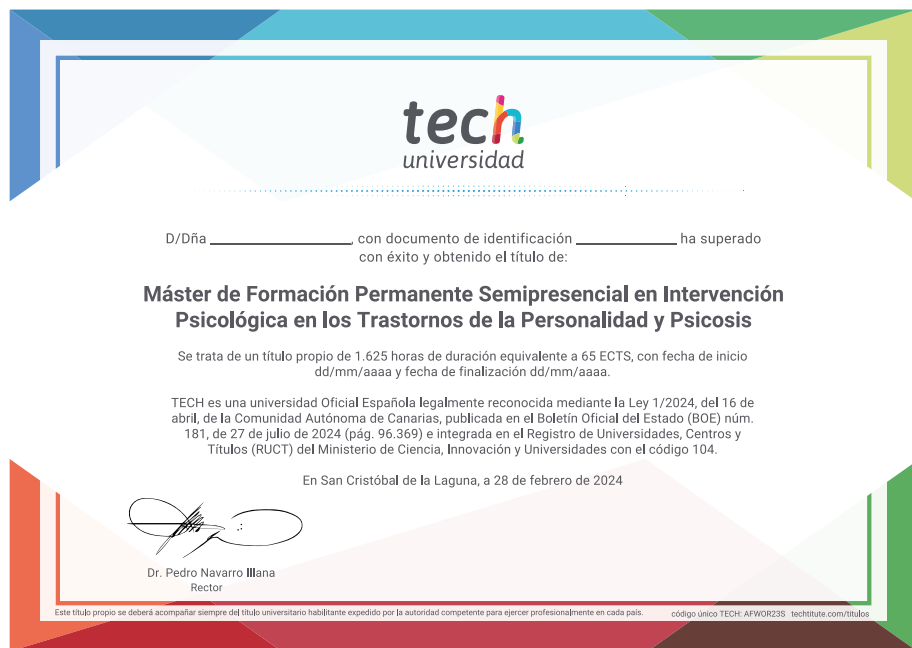 tech
universidad
D/Dña ____________________, con documento de identificación ______________ ha superado
con éxito y obtenido el título de:
Máster de Formación Permanente Semipresencial en Intervención
Psicológica en los Trastornos de la Personalidad y Psicosis
Se trata de un título propio de 1.625 horas de duración equivalente a 65 ECTS, con fecha de inicio
dd/mm/aaaa y fecha de finalización dd/mm/aaaa.
TECH es una universidad Oficial Española legalmente reconocida mediante la Ley 1/2024, del 16 de
abril, de la Comunidad Autónoma de Canarias, publicada en el Boletín Oficial del Estado (BOE) núm.
181, de 27 de julio de 2024 (pág. 96.369) e integrada en el Registro de Universidades, Centros y
Títulos (RUCT) del Ministerio de Ciencia, Innovación y Universidades con el código 104.
En San Cristóbal de la Laguna, a 28 de febrero de 2024
Dr. Pedro Navarro Illana
Rector
Este título propio se deberá acompañar siempre del título universitario habilitante expedido por la autoridad competente para ejercer profesionalmente en cada país. código único TECH: AFWOR23S techtitute.com/titulos